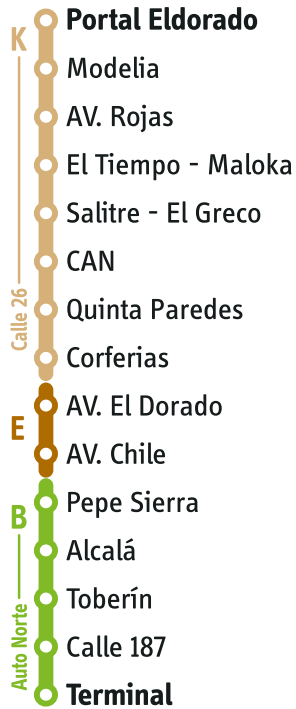 K
Portal Eldorado
Modelia
AV. Rojas
El Tiempo - Maloka
Salitre - El Greco
CAN
Quinta Paredes
Corferias
Calle 26
E
AV. El Dorado
AV. Chile
B
Pepe Sierra
Alcalá
Toberín
Calle 187
Terminal
Auto Norte